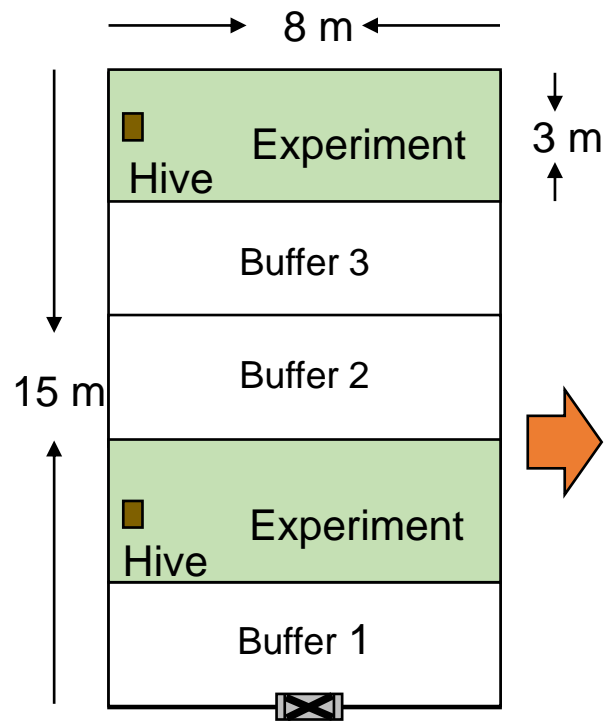 8 m
Experiment
3 m
Hive
Buffer 3
Buffer 2
15 m
Experiment
Hive
Buffer 1